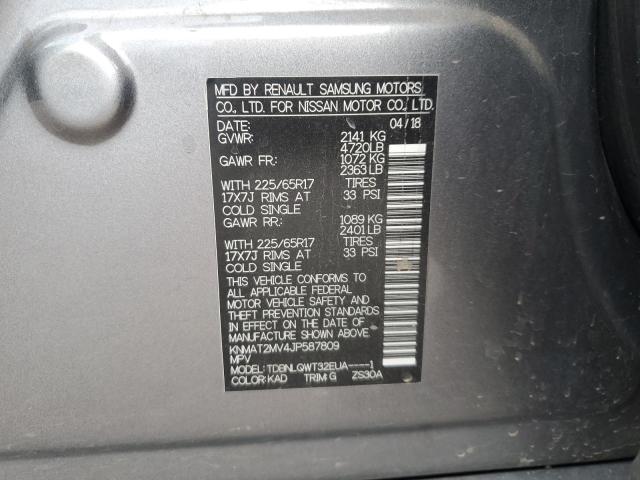 MFD BY RENAULT SAMSUNG MOTORS
CO., LTD. FOR NISSAN MOTOR CO., LTD.
DATE: 04/18
GVWR: 2141 KG
4720LB
GAWR FR: 1072 KG
2363LB
WITH 225/65R17 TIRES
17X7J RIMS AT 33 PSI
COLD SINGLE
GAWR RR: 1089 KG
2401LB
WITH 225/65R17 TIRES
17X7J RIMS AT 33 PSI
COLD SINGLE
THIS VEHICLE CONFORMS TO
ALL APPLICABLE FEDERAL
MOTOR VEHICLE SAFETY AND
THEFT PREVENTION STANDARDS
IN EFFECT ON THE DATE OF
MANUFACTURE SHOWN ABOVE
KNMAT2MV4JP587809
MPV
MODEL: TDBNLQWT32EUA----1
COLOR: KAD TRIM: G ZS30A